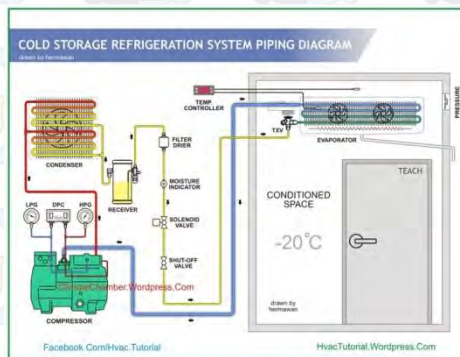 COLD STORAGE REFRIGERATION SYSTEM PIPING DIAGRAM
drawn by hermawan
TEMP
CONTROLLER
PRESSURE
CONDENSER
FILTER
DRIER
TXV
EVAPORATOR
RECEIVER
MOISTURE
INDICATOR
TEACH
LPG
DPC
HPG
CONDITIONED
SPACE
SOLENOID
VALVE
-20°C
SHUT-OFF
VALVE
ClimateChamber.Wordpress.Com
COMPRESSOR
drawn by
hermawan
Facebook.Com/Hvac.Tutorial
HvacTutorial.Wordpress.Com